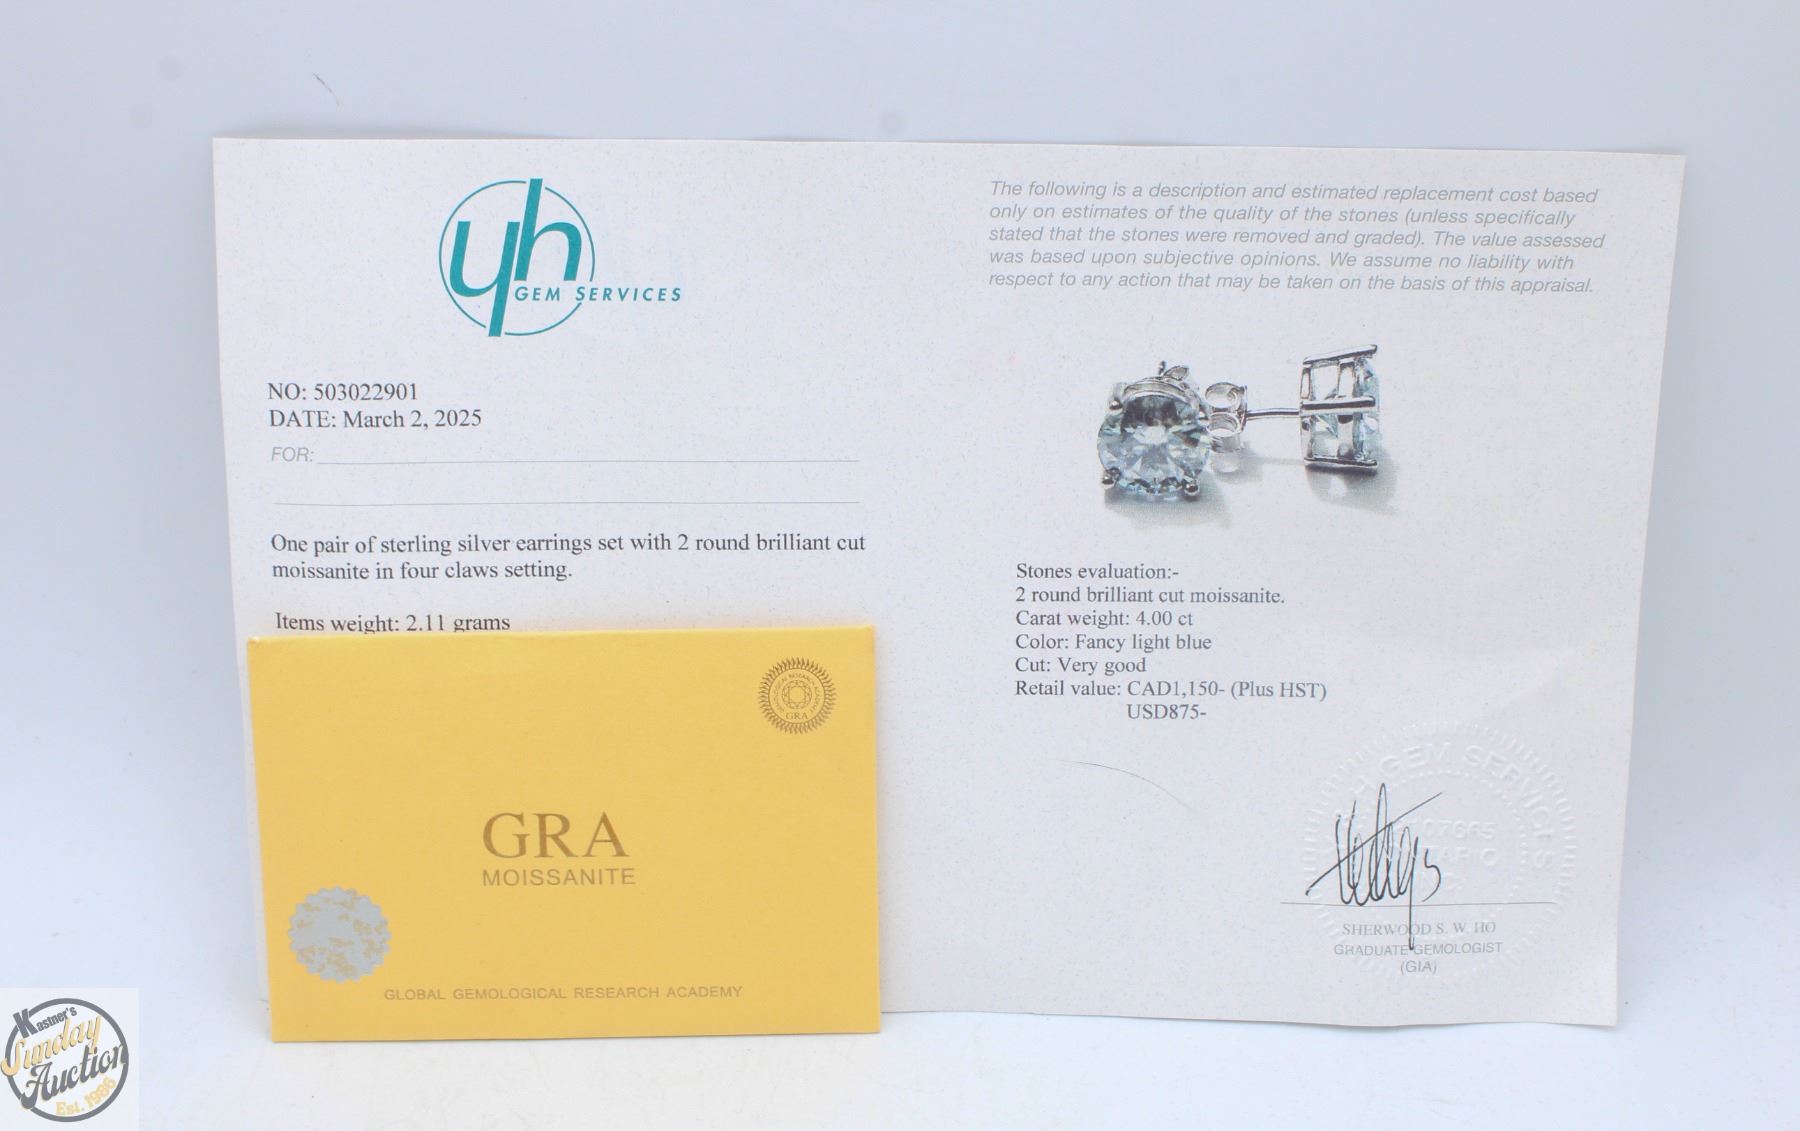 yh
GEM SERVICES
NO: 503022901
DATE: March 2, 2025
FOR:
One pair of sterling silver earrings set with 2 round brilliant cut
moissanite in four claws setting.
Items weight: 2.11 grams
The following is a description and estimated replacement cost based
only on estimates of the quality of the stones (unless specifically
stated that the stones were removed and graded). The value assessed
was based upon subjective opinions. We assume no liability with
respect to any action that may be taken on the basis of this appraisal.
Stones evaluation:-
2 round brilliant cut moissanite.
Carat weight: 4.00 ct
Color: Fancy light blue
Cut: Very good
Retail value: CAD1,150- (Plus HST)
USD875-
GEM SERVICES
ONTARIO
SHERWOOD S. W. HO
GRADUATE GEMOLOGIST
(GIA)
GRA
GRA
MOISSANITE
GLOBAL GEMOLOGICAL RESEARCH ACADEMY
Kastner's
Sunday
Auction
Est. 1986